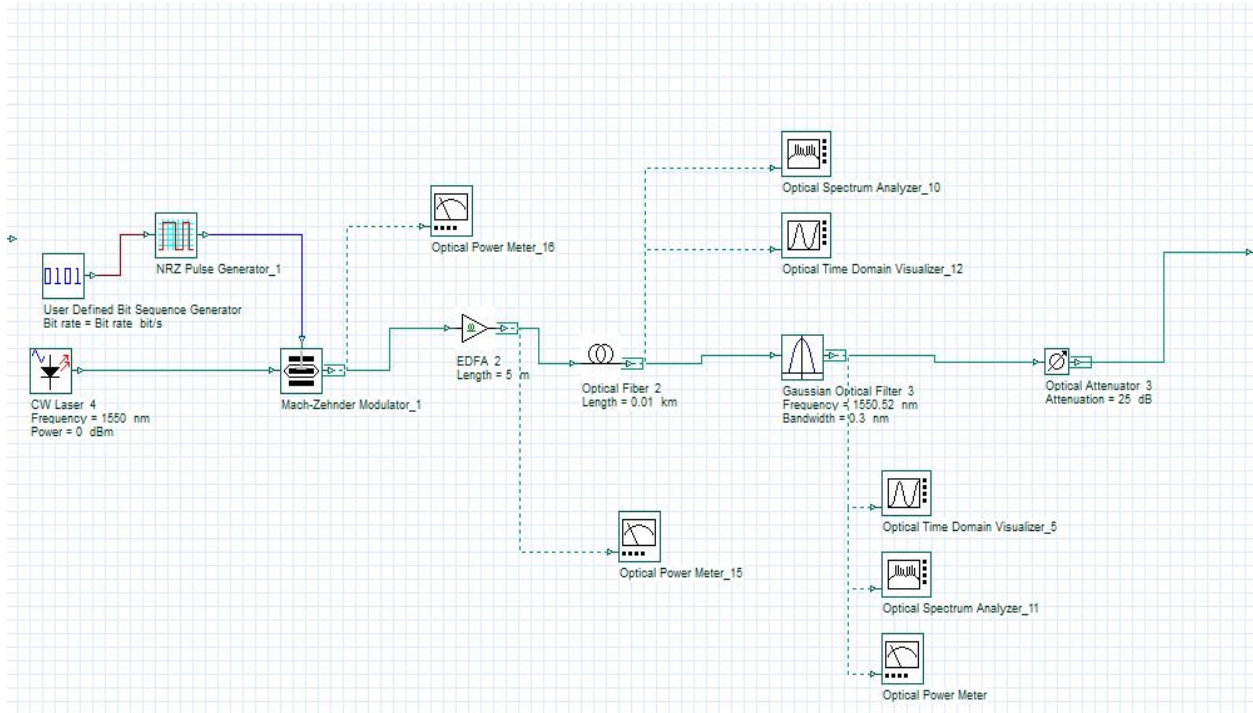 Optical Spectrum Analyzer_10
Optical Power Meter_16
NRZ Pulse Generator_1
Optical Time Domain Visualizer_12
0101
User Defined Bit Sequence Generator
Bit rate = Bit rate bit/s
EDFA 2
Length = 5 m
Optical Fiber 2
Length = 0.01 km
Gaussian Optical Filter 3
Frequency = 1550.52 nm
Bandwidth = 0.3 nm
Optical Attenuator 3
Attenuation = 25 dB
CW Laser 4
Frequency = 1550 nm
Power = 0 dBm
Mach-Zehnder Modulator_1
Optical Time Domain Visualizer_5
Optical Power Meter_15
Optical Spectrum Analyzer_11
Optical Power Meter